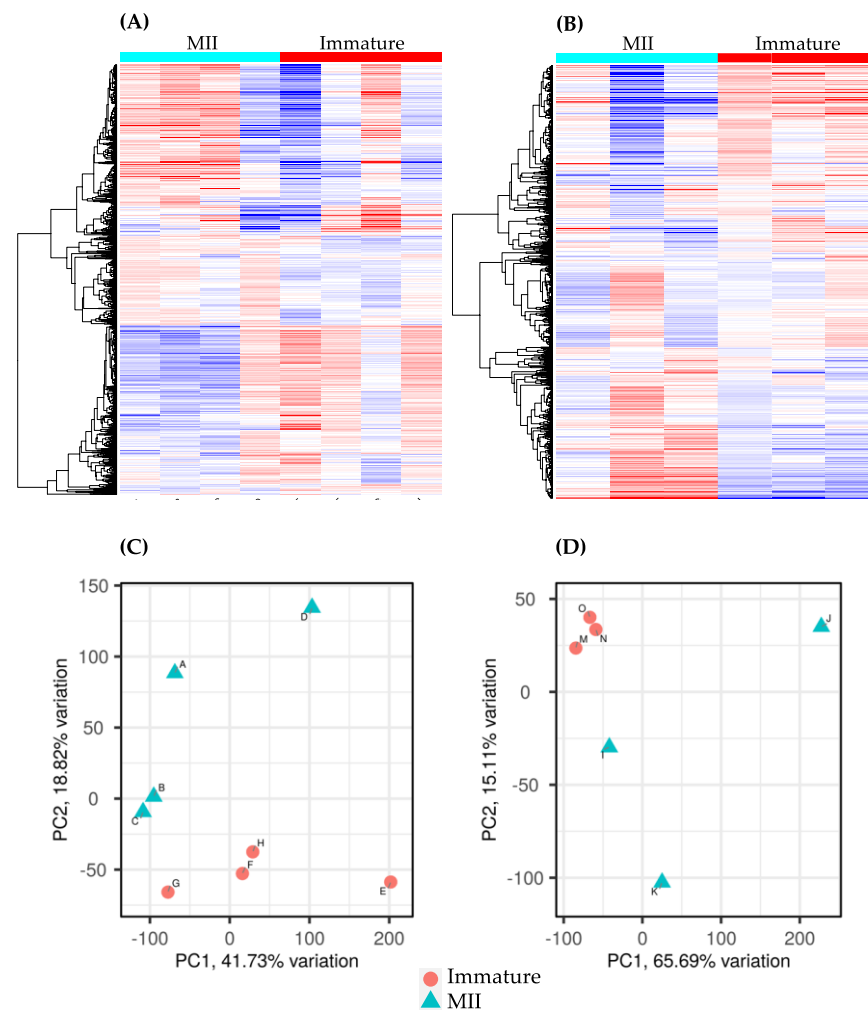 (A)
MII Immature
(B)
MII Immature
(C)
150
100
50
0
-50
-100 0 100 200
PC2, 18.82% variation
PC1, 41.73% variation
A
B
C
D
E
F
G
H
(D)
50
0
-50
-100
-100 0 100 200
PC2, 15.11% variation
PC1, 65.69% variation
O
N
M
I
J
K
Immature
MII